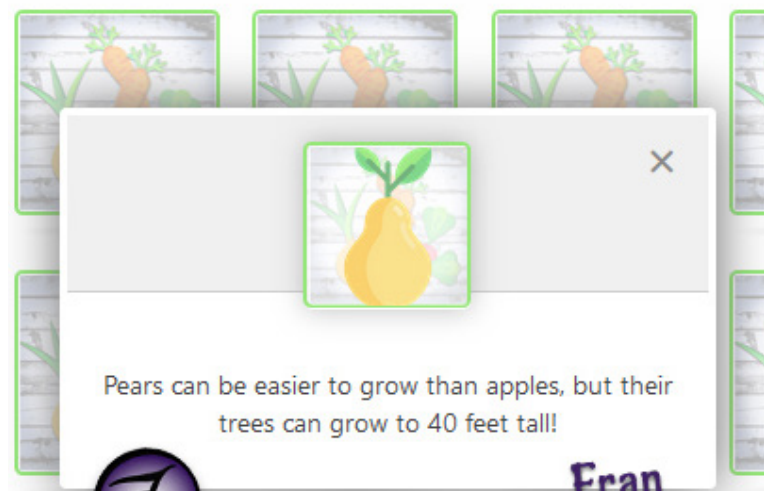 Pears can be easier to grow than apples, but their
trees can grow to 40 feet tall!
Fran